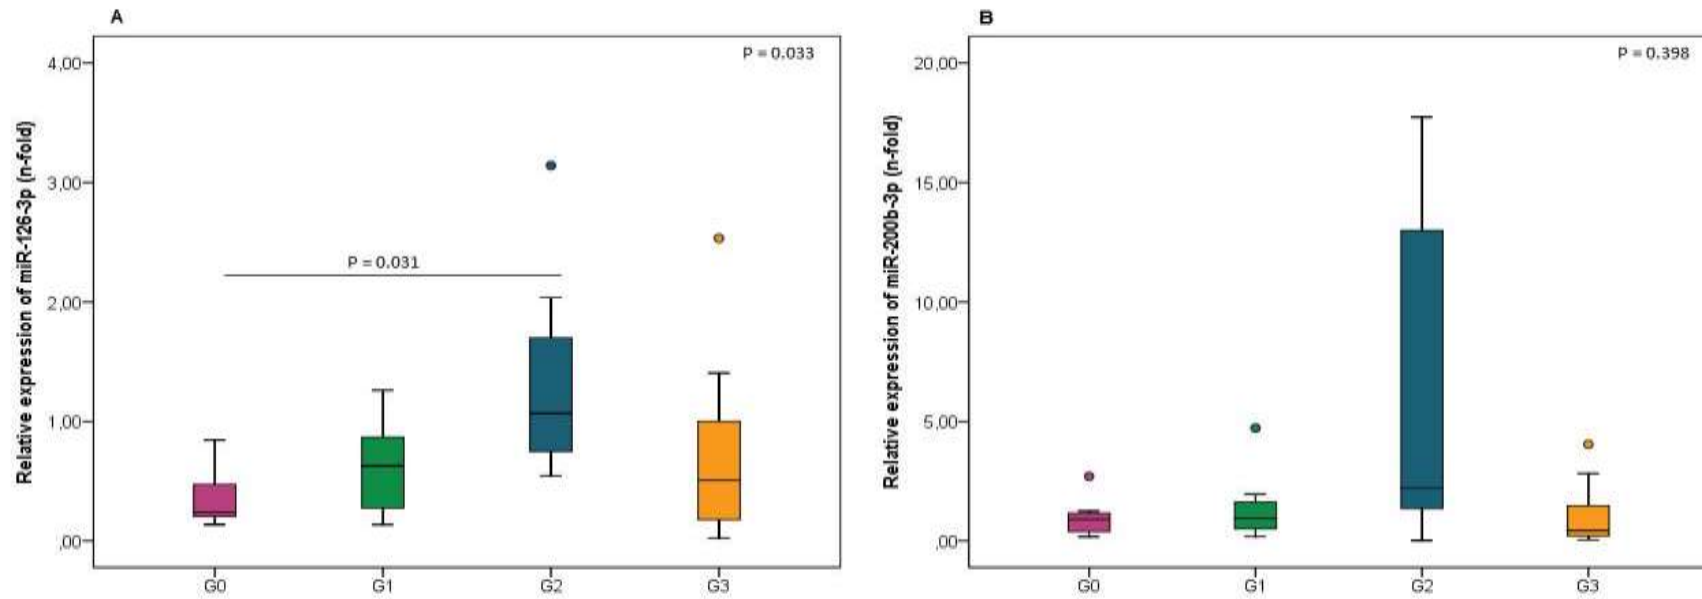 A
P = 0.033
4,00
3,00
2,00
1,00
,00
Relative expression of miR-126-3p (n-fold)
P = 0.031
G0
G1
G2
G3
B
P = 0.398
20,00
15,00
10,00
5,00
,00
Relative expression of miR-200b-3p (n-fold)
G0
G1
G2
G3